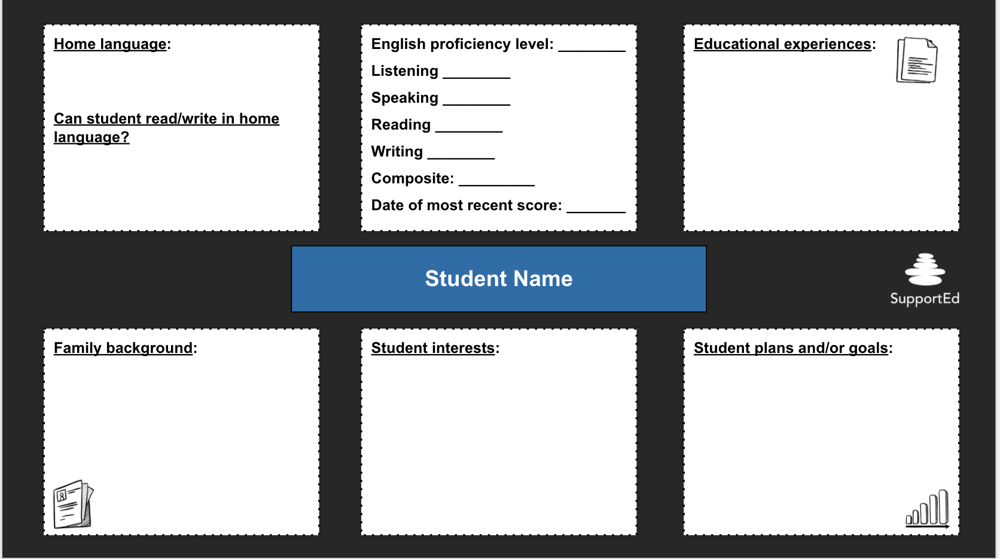 Home language:
Can student read/write in home
language?
English proficiency level: ________
Listening ________
Speaking ________
Reading ________
Writing ________
Composite: _________
Date of most recent score: _______
Educational experiences:
Student Name
SupportEd
Family background:
Student interests:
Student plans and/or goals: